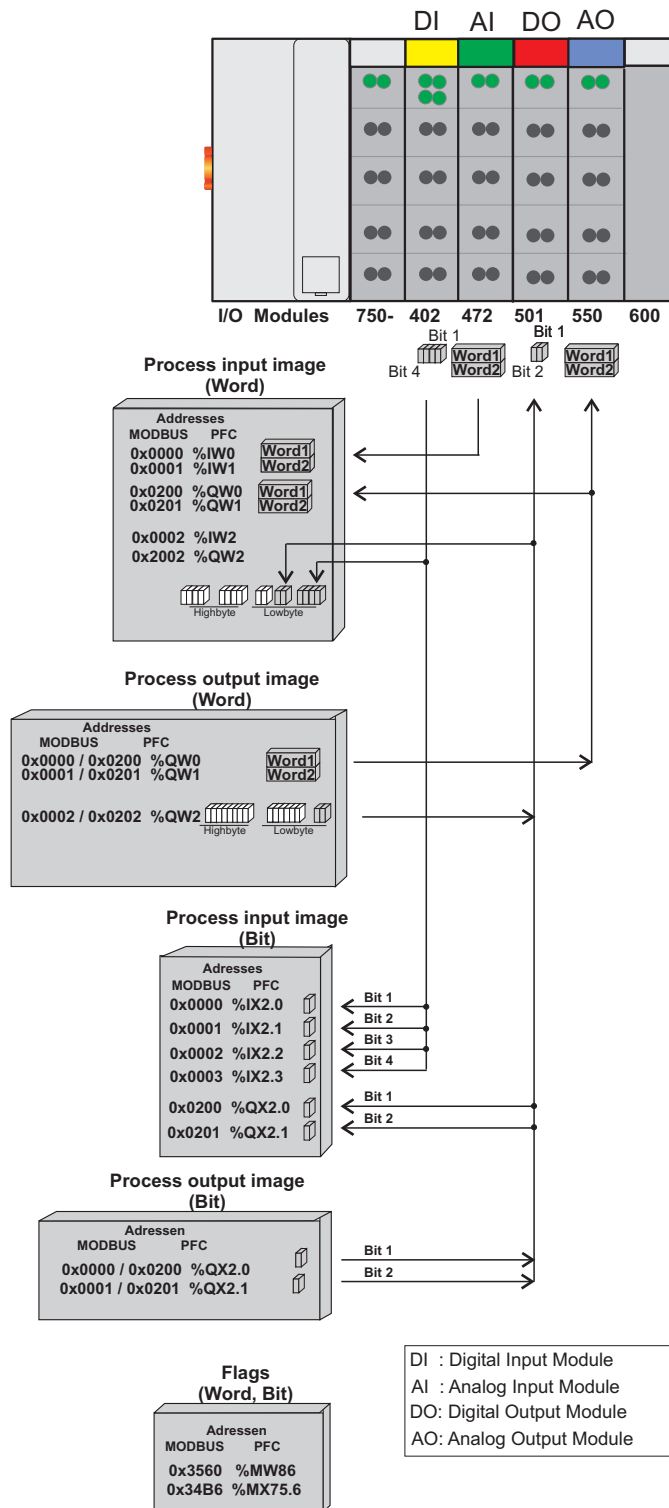 DI AI DO AO
I/O Modules 750- 402 472 501 550 600
Bit 1
Bit 4
Word1
Word2
Bit 1
Bit 2
Word1
Word2
Process input image
(Word)
Addresses
MODBUS PFC
0x0000 %IW0 Word1
0x0001 %IW1 Word2
0x0200 %QW0 Word1
0x0201 %QW1 Word2
0x0002 %IW2
0x2002 %QW2
Highbyte Lowbyte
Process output image
(Word)
Addresses
MODBUS PFC
0x0000 / 0x0200 %QW0 Word1
0x0001 / 0x0201 %QW1 Word2
0x0002 / 0x0202 %QW2
Highbyte Lowbyte
Process input image
(Bit)
Adresses
MODBUS PFC
0x0000 %IX2.0 Bit 1
0x0001 %IX2.1 Bit 2
0x0002 %IX2.2 Bit 3
0x0003 %IX2.3 Bit 4
0x0200 %QX2.0 Bit 1
0x0201 %QX2.1 Bit 2
Process output image
(Bit)
Adressen
MODBUS PFC
0x0000 / 0x0200 %QX2.0 Bit 1
0x0001 / 0x0201 %QX2.1 Bit 2
Flags
(Word, Bit)
Adressen
MODBUS PFC
0x3560 %MW86
0x34B6 %MX75.6
DI : Digital Input Module
AI : Analog Input Module
DO: Digital Output Module
AO: Analog Output Module